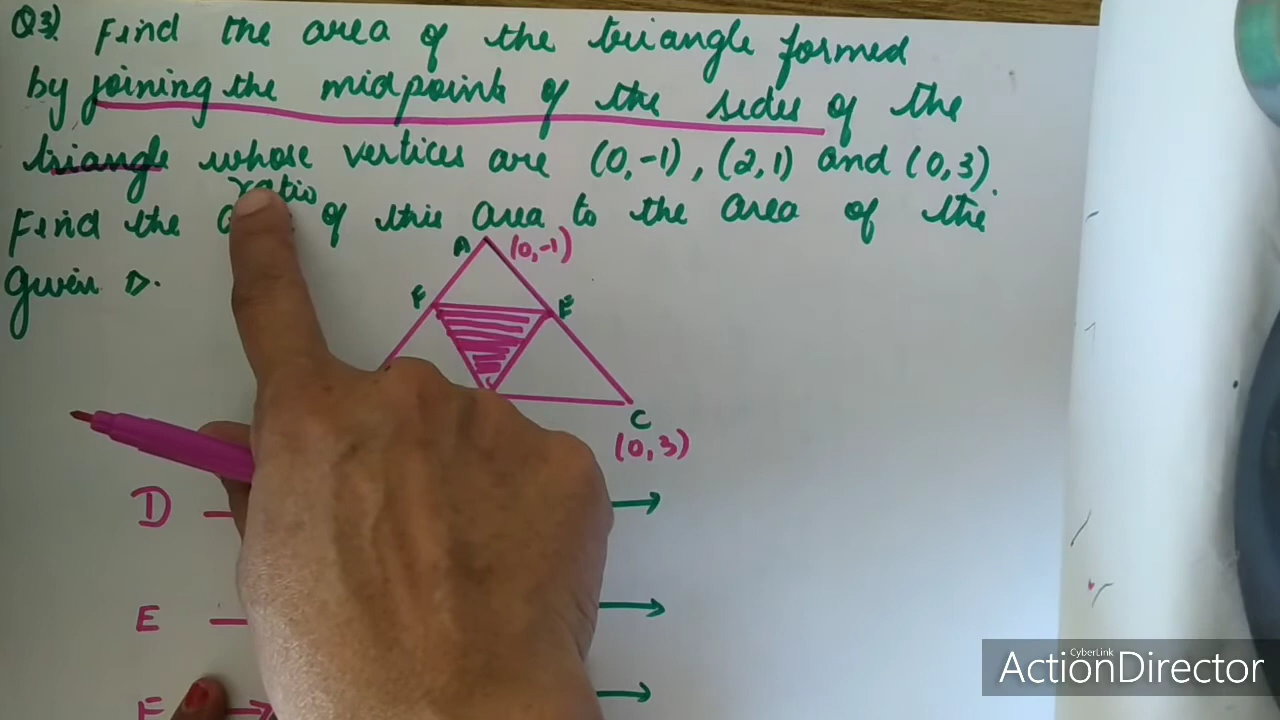 Q3) Find the area of the triangle formed
by joining the midpoints of the sides of the
triangle whose vertices are (0,-1), (2,1) and (0,3).
ratio
Find the of this area to the area of the
given Δ.
A (0,-1)
F E
C
(0,3)
D
E
F
CyberLink
ActionDirector